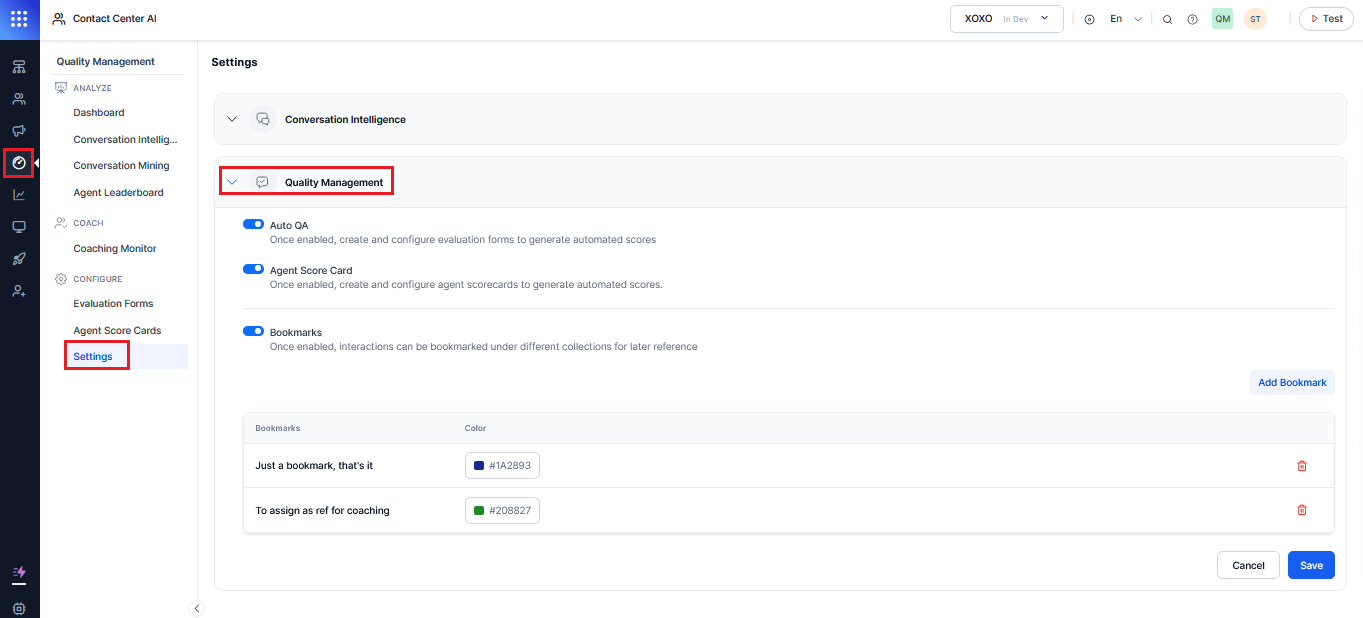 Contact Center AI
XOXO In Dev
En
QM
ST
Test
Quality Management
ANALYZE
Dashboard
Conversation Intellig...
Conversation Mining
Agent Leaderboard
COACH
Coaching Monitor
CONFIGURE
Evaluation Forms
Agent Score Cards
Settings
Settings
Conversation Intelligence
Quality Management
Auto QA
Once enabled, create and configure evaluation forms to generate automated scores
Agent Score Card
Once enabled, create and configure agent scorecards to generate automated scores.
Bookmarks
Once enabled, interactions can be bookmarked under different collections for later reference
Add Bookmark
Bookmarks Color
Just a bookmark, that's it #1A2893
To assign as ref for coaching #208827
Cancel Save